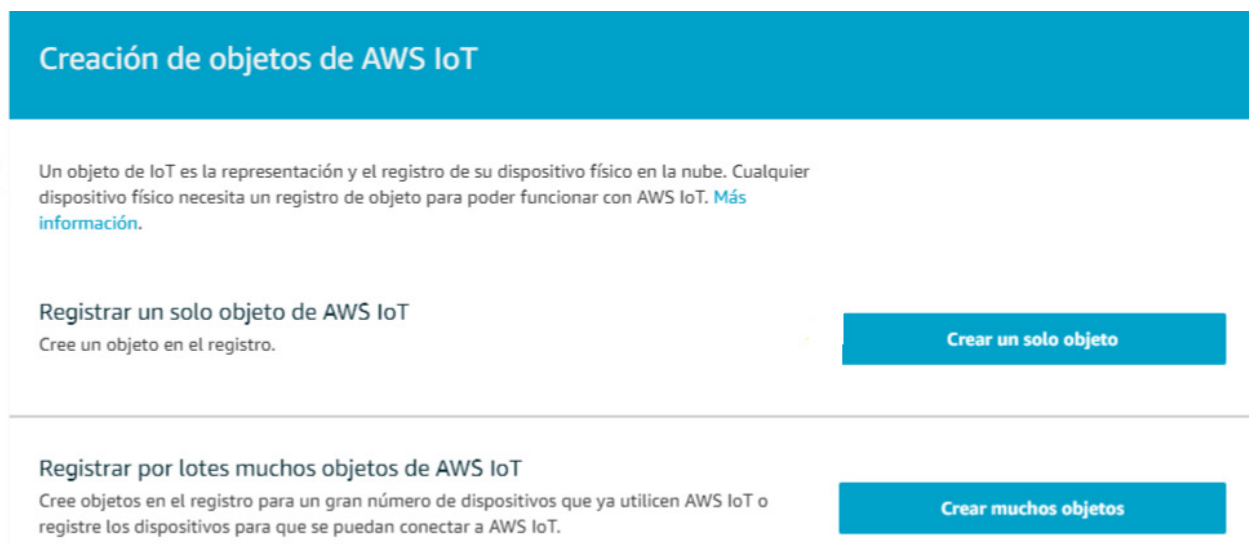 Creación de objetos de AWS IoT
Un objeto de IoT es la representación y el registro de su dispositivo físico en la nube. Cualquier
dispositivo físico necesita un registro de objeto para poder funcionar con AWS IoT. Más
información.
Registrar un solo objeto de AWS IoT
Cree un objeto en el registro.
Crear un solo objeto
Registrar por lotes muchos objetos de AWS IoT
Cree objetos en el registro para un gran número de dispositivos que ya utilicen AWS IoT o
registre los dispositivos para que se puedan conectar a AWS IoT.
Crear muchos objetos